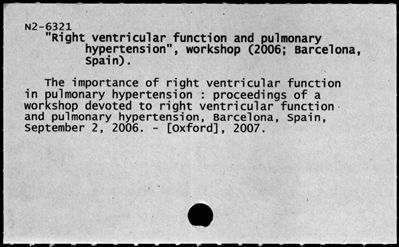 N2-6321
"Right ventricular function and pulmonary
hypertension", workshop (2006; Barcelona,
Spain).
The importance of right ventricular function
in pulmonary hypertension : proceedings of a
workshop devoted to right ventricular function
and pulmonary hypertension, Barcelona, Spain,
September 2, 2006. - [Oxford], 2007.